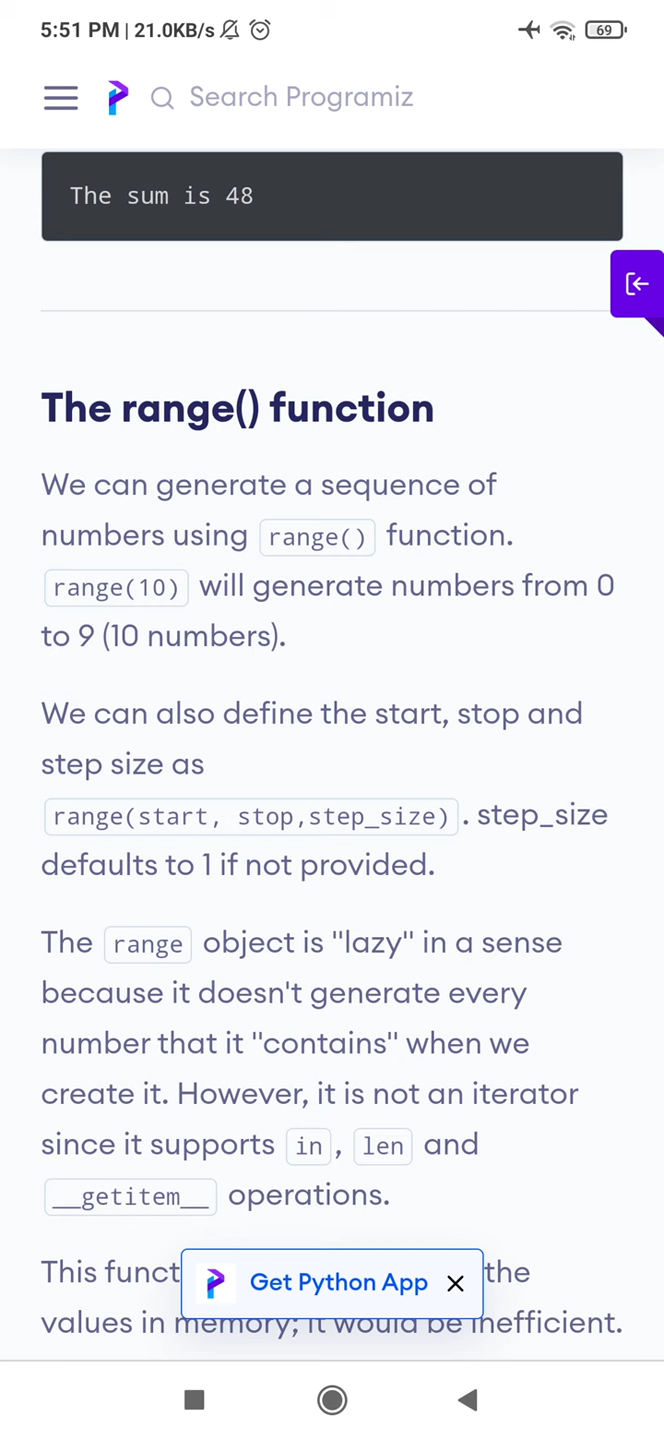 5:51 PM | 21.0KB/s 69
Search Programiz
The sum is 48
The range() function
We can generate a sequence of
numbers using range() function.
range(10) will generate numbers from 0
to 9 (10 numbers).
We can also define the start, stop and
step size as
range(start, stop,step_size) . step_size
defaults to 1 if not provided.
The range object is "lazy" in a sense
because it doesn't generate every
number that it "contains" when we
create it. However, it is not an iterator
since it supports in , len and
__getitem__ operations.
This funct the
Get Python App
values in memory; it would be inefficient.